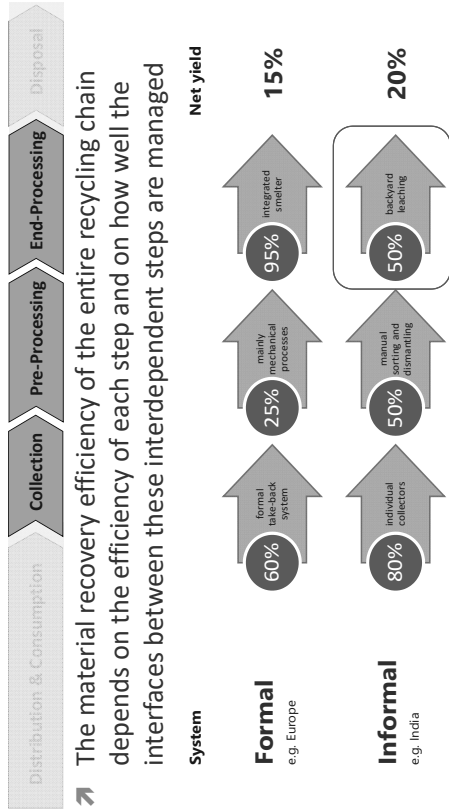 Distribution & Consumption
Collection
Pre-Processing
End-Processing
Disposal
The material recovery efficiency of the entire recycling chain
depends on the efficiency of each step and on how well the
interfaces between these interdependent steps are managed
System
Net yield
Formal
e.g. Europe
60%
formal
take-back
system
25%
mainly
mechanical
processes
95%
integrated
smelter
15%
Informal
e.g. India
80%
individual
collectors
50%
manual
sorting and
dismantling
50%
backyard
leaching
20%